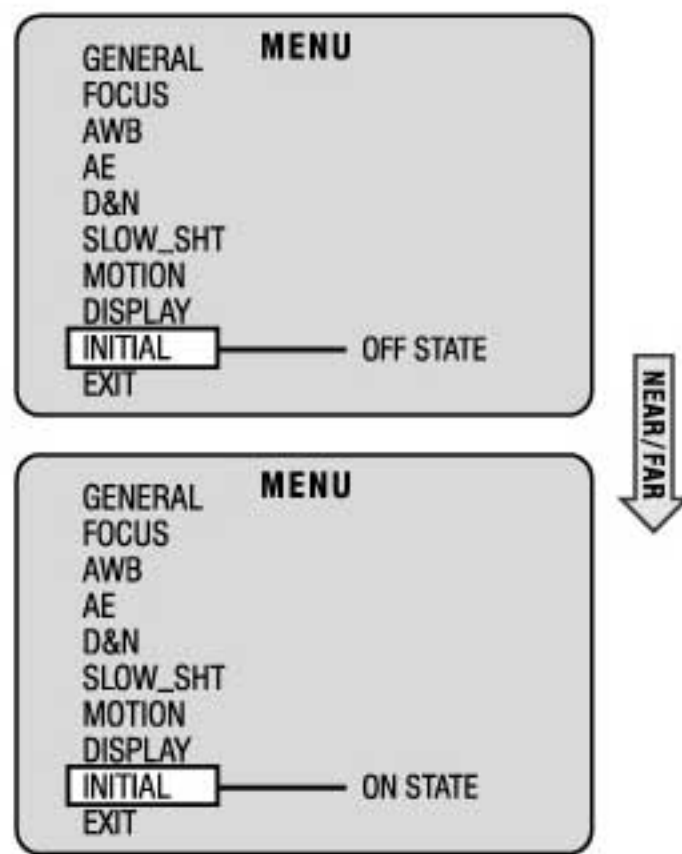 MENU
GENERAL
FOCUS
AWB
AE
D&N
SLOW_SHT
MOTION
DISPLAY
INITIAL OFF STATE
EXIT
NEAR/FAR
MENU
GENERAL
FOCUS
AWB
AE
D&N
SLOW_SHT
MOTION
DISPLAY
INITIAL ON STATE
EXIT